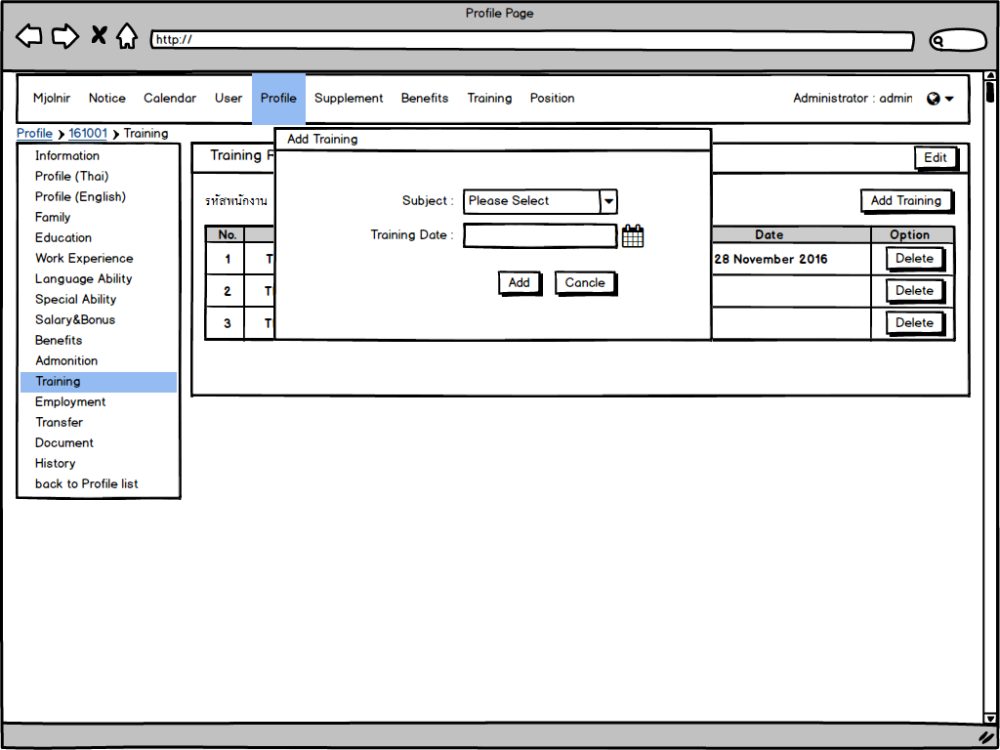 Profile Page
http://
Mjolnir Notice Calendar User Profile Supplement Benefits Training Position Administrator : admin
Profile 161001 Training
Information
Profile (Thai)
Profile (English)
Family
Education
Work Experience
Language Ability
Special Ability
Salary&Bonus
Benefits
Admonition
Training
Employment
Transfer
Document
History
back to Profile list
Training R
Edit
รหัสพนักงาน
Add Training
No. Date Option
1 T 28 November 2016 Delete
2 T Delete
3 T Delete
Add Training
Subject : Please Select
Training Date :
Add Cancle